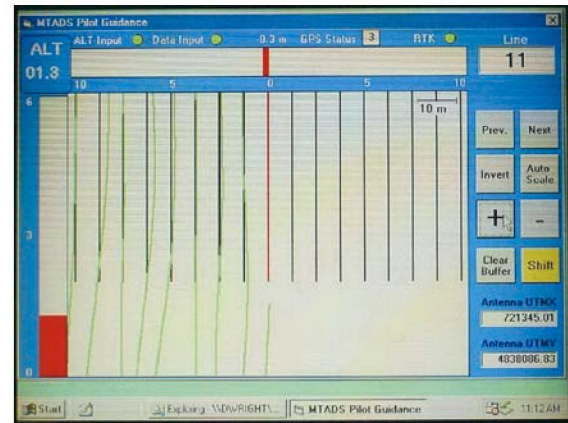 MTADS Pilot Guidance
ALT
01.3
ALT Input
Data Input
-0.3 m
GPS Status 3
RTK
Line
11
10 5 0 5 10
6
3
0
10 m
Prev. Next
Invert Auto Scale
+ -
Clear Buffer Shift
Antenna UTMX
721345.01
Antenna UTMY
4838086.83
Start
Exploring - \\DWRIGHT\...
MTADS Pilot Guidance
11:12 AM